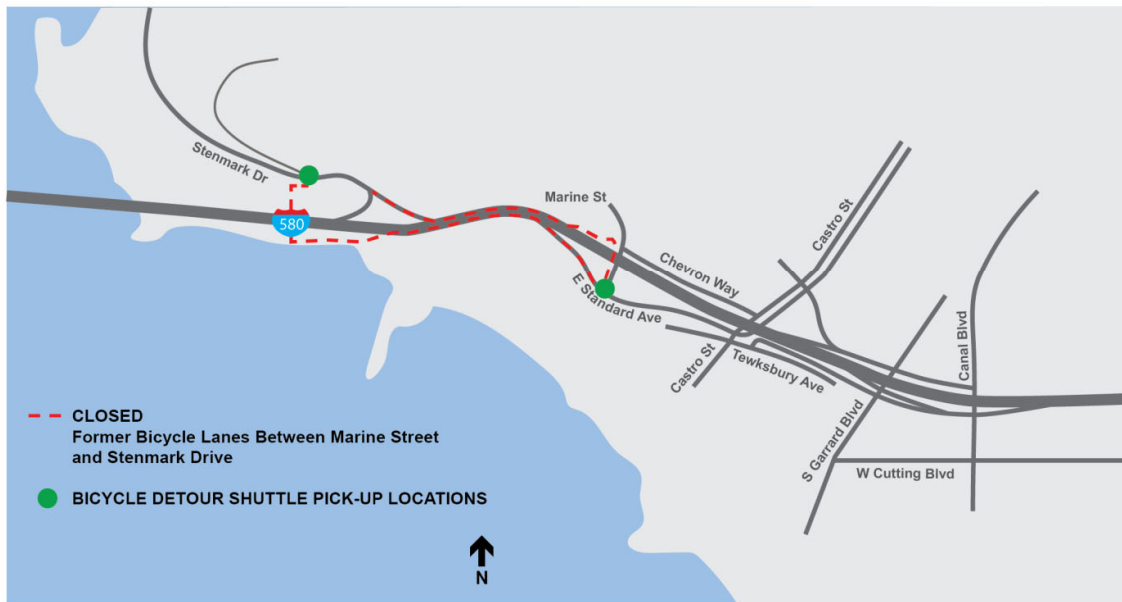 Stenmark Dr
580
Marine St
Castro St
Chevron Way
E Standard Ave
Castro St
Tewksbury Ave
Canal Blvd
S Garrard Blvd
W Cutting Blvd
CLOSED
Former Bicycle Lanes Between Marine Street
and Stenmark Drive
BICYCLE DETOUR SHUTTLE PICK-UP LOCATIONS
N